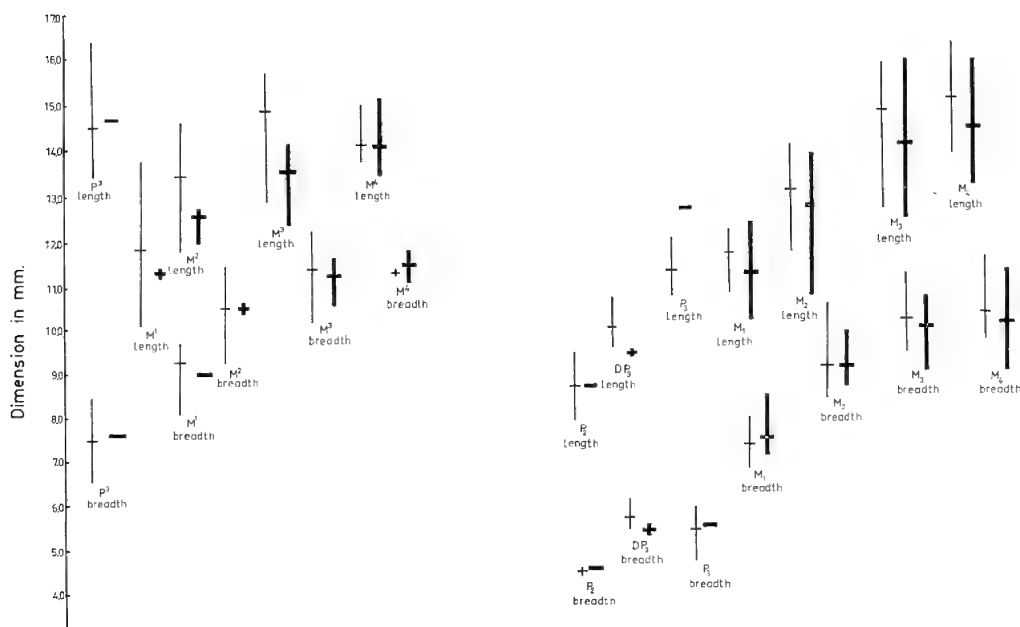 Dimension in mm.
17,0
16,0
15,0
14,0
13,0
12,0
11,0
10,0
9,0
8,0
7,0
6,0
5,0
4,0
P³
length
M¹
length
M²
length
M³
length
M⁴
length
P³
breadth
M¹
breadth
M²
breadth
M³
breadth
M⁴
breadth
P₂
length
DP₃
length
P₃
length
M₁
length
M₂
length
M₃
length
M₄
length
P₂
breadth
DP₃
breadth
P₃
breadth
M₁
breadth
M₂
breadth
M₃
breadth
M₄
breadth